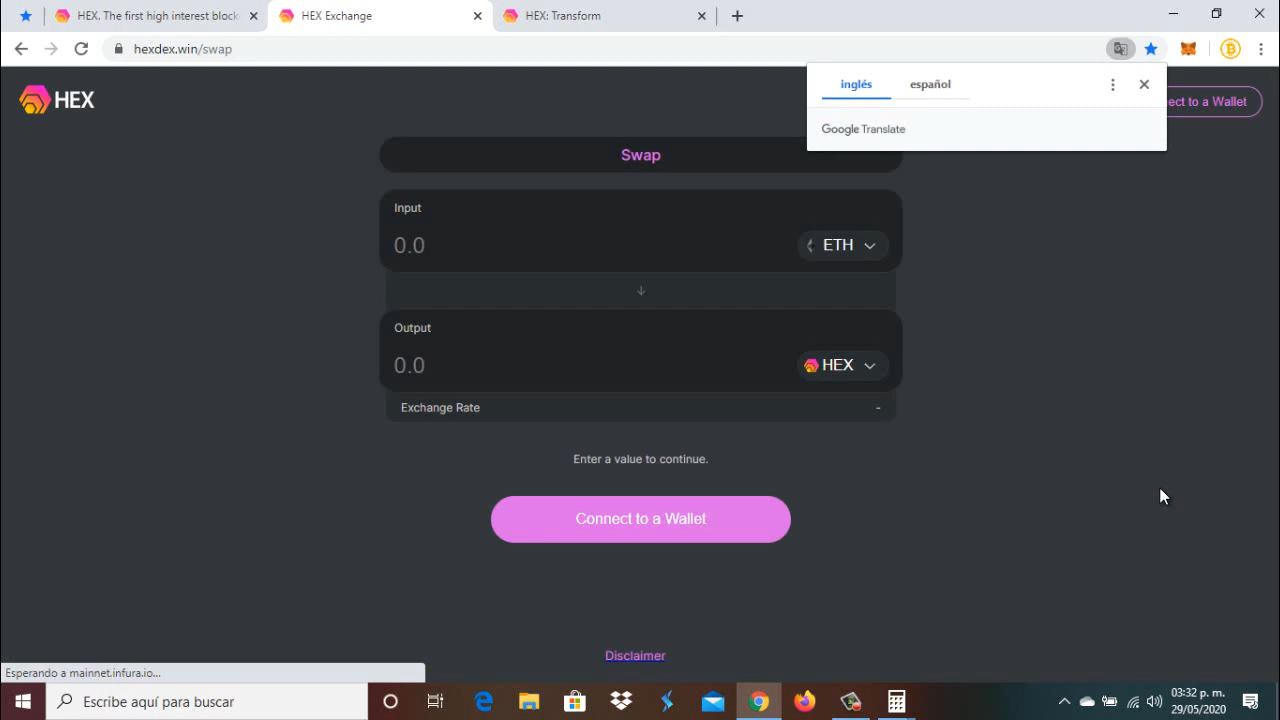 HEX. The first high interest block
HEX Exchange
HEX: Transform
hexdex.win/swap
inglés
español
Google Translate
HEX
ect to a Wallet
Swap
Input
0.0
ETH
Output
0.0
HEX
Exchange Rate
-
Enter a value to continue.
Connect to a Wallet
Disclaimer
Esperando a mainnet.infura.io...
Escribe aquí para buscar
03:32 p. m.
29/05/2020